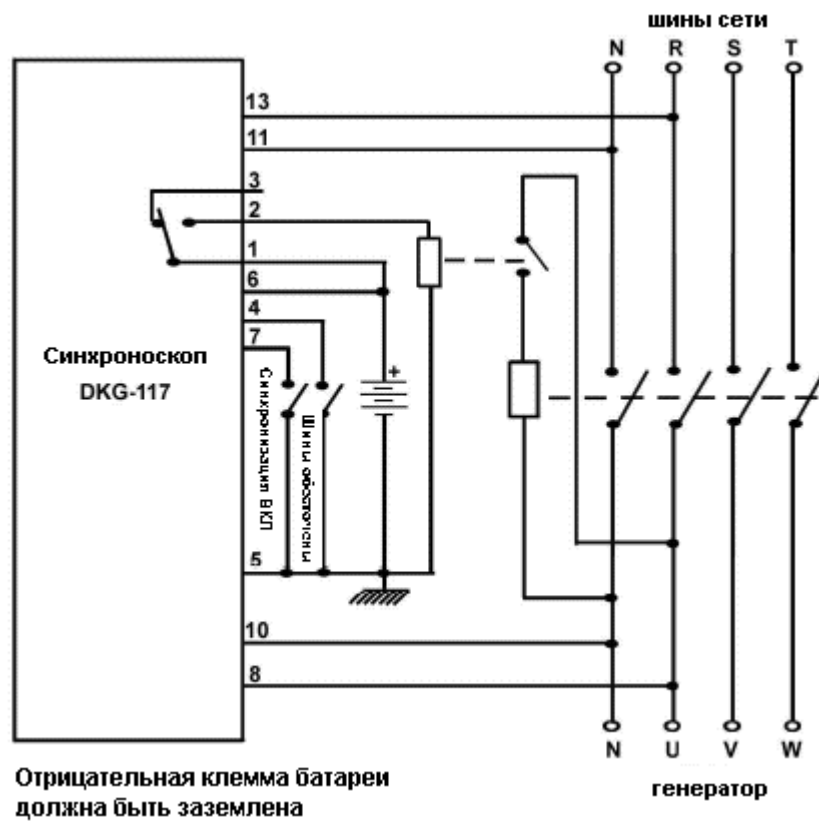 шины сети
N R S T
13
11
3
2
1
6
4
7
Синхроноскоп
DKG-117
+
Синхронизация ВКЛ
Шины обесточены
5
10
8
N U V W
генератор
Отрицательная клемма батареи
должна быть заземлена